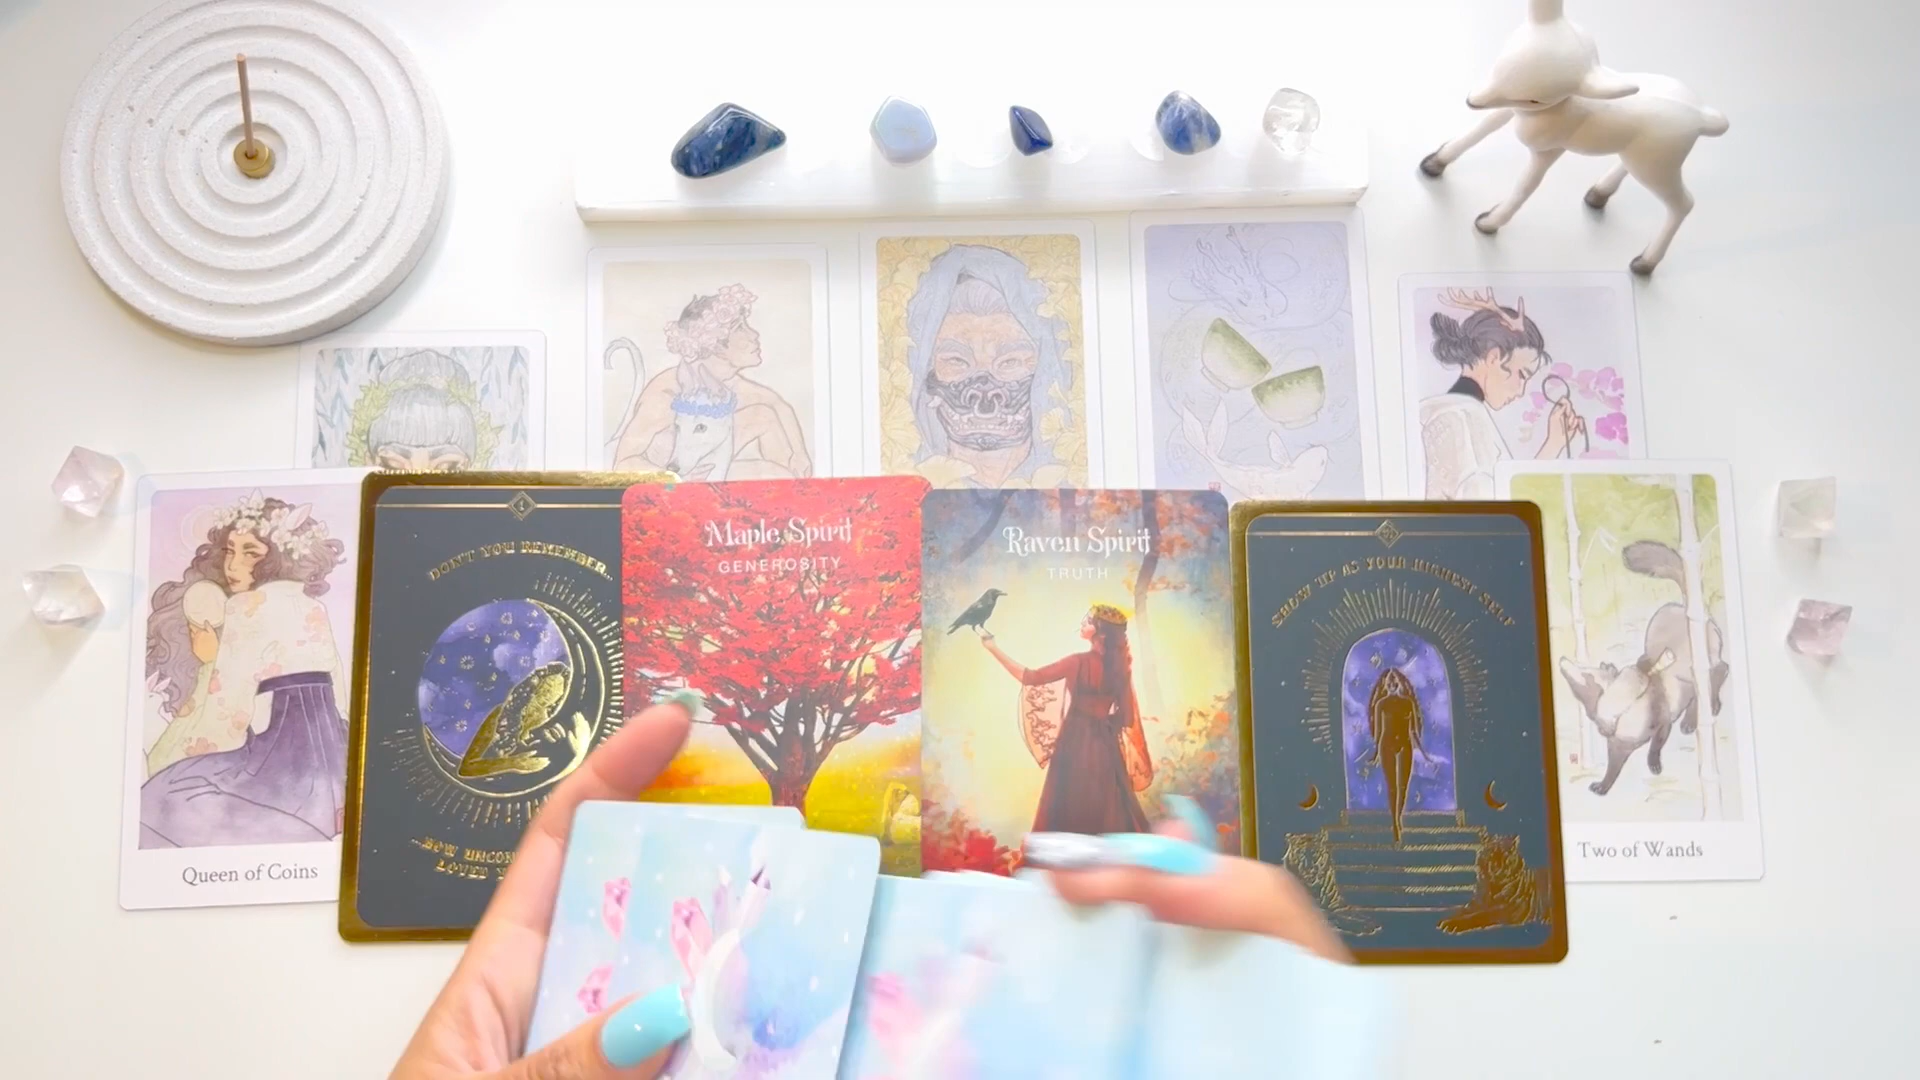 DON'T YOU REMEMBER...
Maple Spirit
GENEROSITY
Raven Spirit
TRUTH
SHOW UP AS YOUR HIGHEST SELF
...HOW
Queen of Coins
Two of Wands